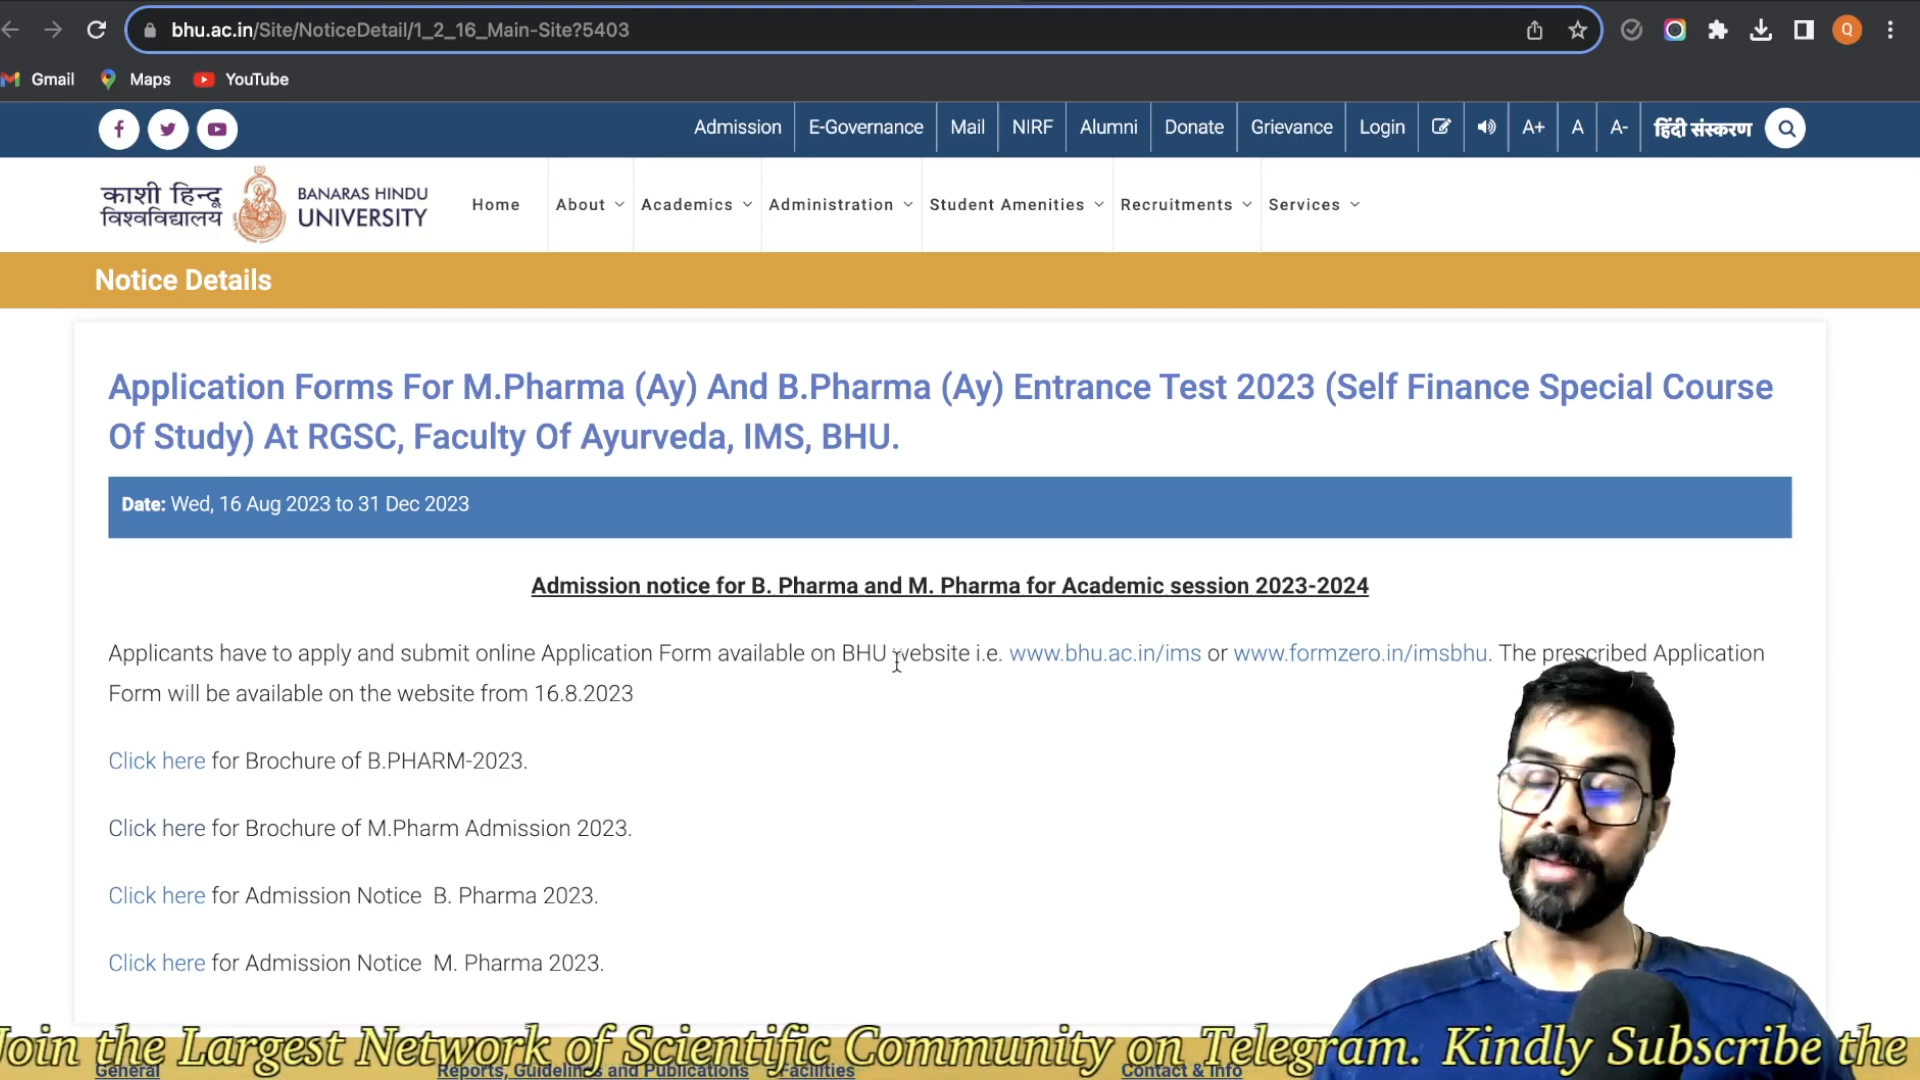 bhu.ac.in/Site/NoticeDetail/1_2_16_Main-Site?5403
Q
Gmail Maps YouTube
Admission E-Governance Mail NIRF Alumni Donate Grievance Login A+ A A- हिंदी संस्करण
काशी हिन्दू
विश्वविद्यालय
BANARAS HINDU
UNIVERSITY
Home About Academics Administration Student Amenities Recruitments Services
Notice Details
Application Forms For M.Pharma (Ay) And B.Pharma (Ay) Entrance Test 2023 (Self Finance Special Course
Of Study) At RGSC, Faculty Of Ayurveda, IMS, BHU.
Date: Wed, 16 Aug 2023 to 31 Dec 2023
Admission notice for B. Pharma and M. Pharma for Academic session 2023-2024
Applicants have to apply and submit online Application Form available on BHU website i.e. www.bhu.ac.in/ims or www.formzero.in/imsbhu. The prescribed Application
Form will be available on the website from 16.8.2023
Click here for Brochure of B.PHARM-2023.
Click here for Brochure of M.Pharm Admission 2023.
Click here for Admission Notice B. Pharma 2023.
Click here for Admission Notice M. Pharma 2023.
Join the Largest Network of Scientific Community on Telegram. Kindly Subscribe the
General Reports, Guidelines and Publications Facilities Contact & Info